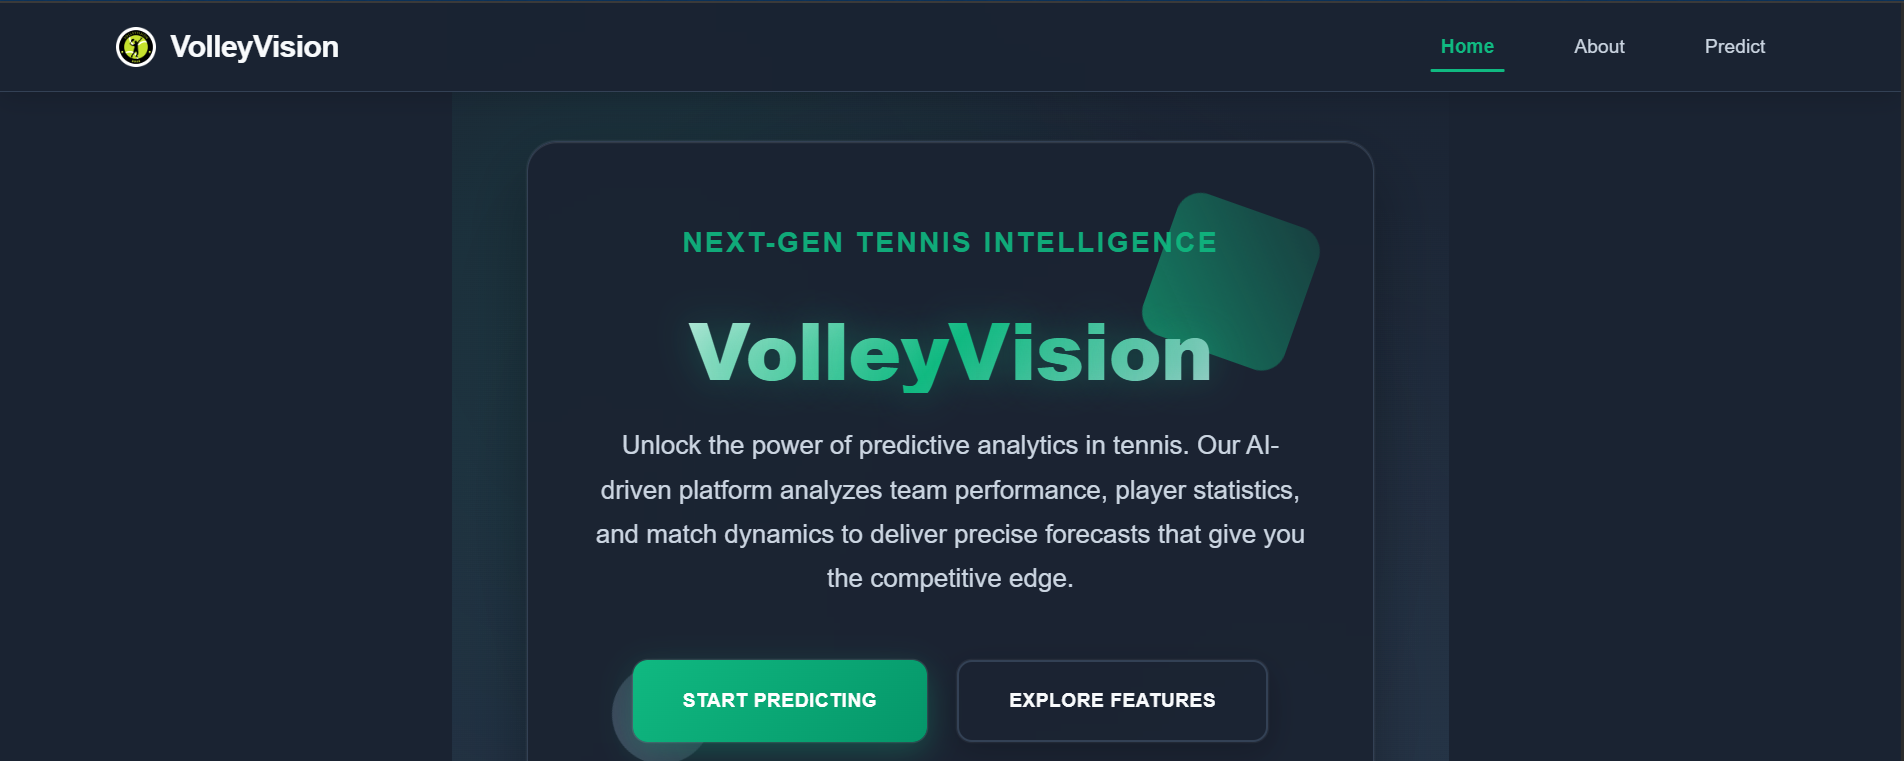 VolleyVision
Home
About
Predict
NEXT-GEN TENNIS INTELLIGENCE
VolleyVision
Unlock the power of predictive analytics in tennis. Our AI-
driven platform analyzes team performance, player statistics,
and match dynamics to deliver precise forecasts that give you
the competitive edge.
START PREDICTING
EXPLORE FEATURES